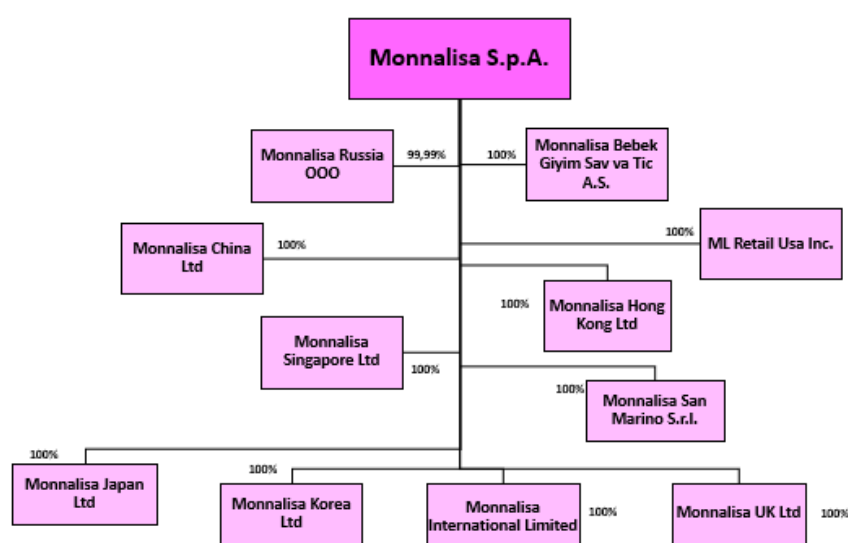 Monnalisa S.p.A.
Monnalisa Russia
OOO
99,99%
100%
Monnalisa Bebek
Giyim Sav va Tic
A.S.
Monnalisa China
Ltd
100%
100%
ML Retail Usa Inc.
100%
Monnalisa Hong
Kong Ltd
Monnalisa
Singapore Ltd
100%
100%
Monnalisa San
Marino S.r.l.
100%
Monnalisa Japan
Ltd
100%
Monnalisa Korea
Ltd
Monnalisa
International Limited
100%
Monnalisa UK Ltd
100%